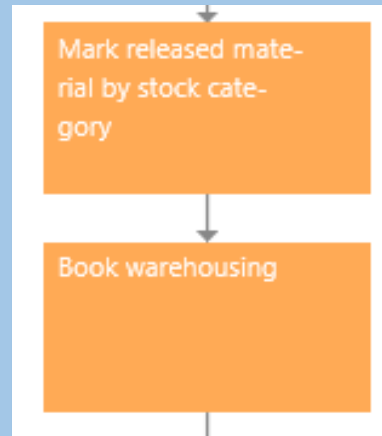 Mark released mate-
rial by stock cate-
gory
Book warehousing